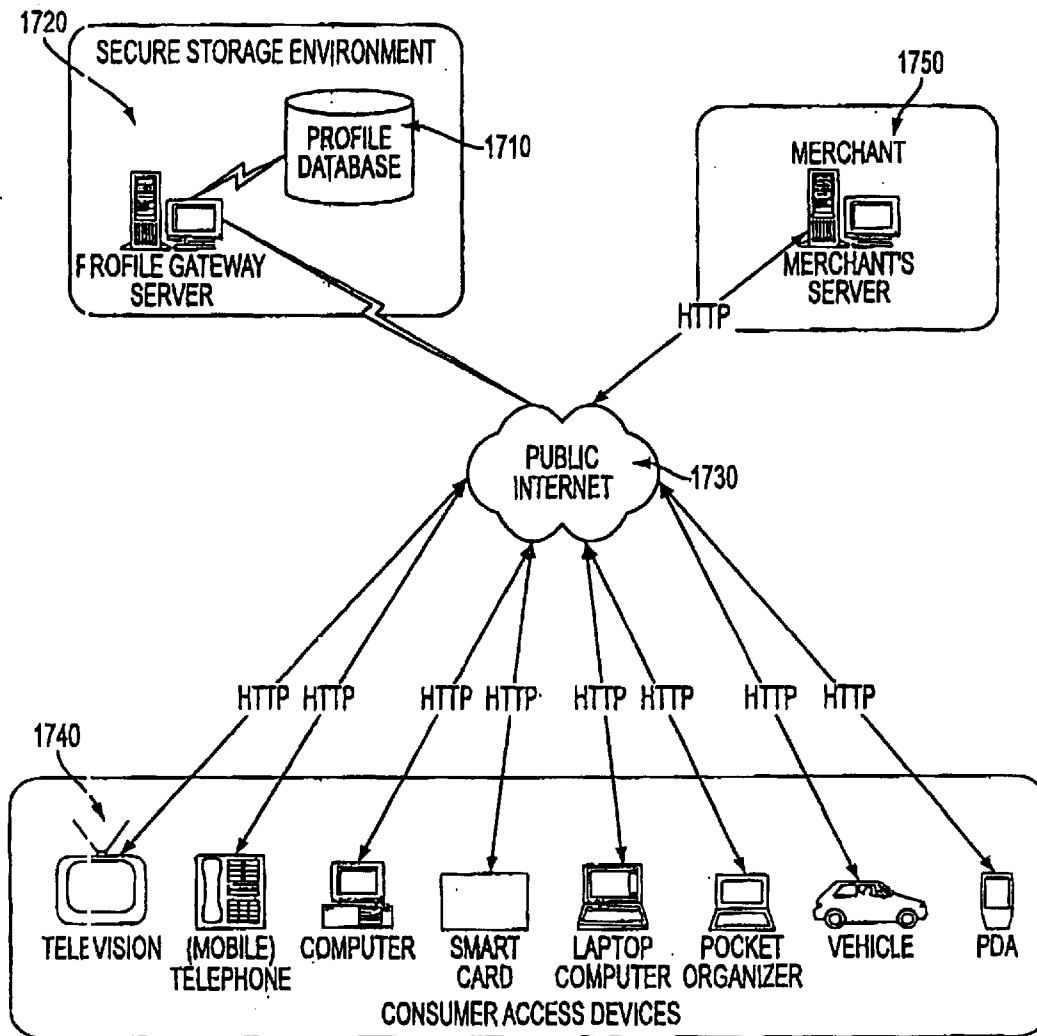 1720
SECURE STORAGE ENVIRONMENT
PROFILE
DATABASE
1710
PROFILE GATEWAY
SERVER
1750
MERCHANT
MERCHANT'S
SERVER
HTTP
PUBLIC
INTERNET
1730
HTTP HTTP HTTP HTTP HTTP HTTP HTTP HTTP
1740
TELEVISION
(MOBILE)
TELEPHONE
COMPUTER
SMART
CARD
LAPTOP
COMPUTER
POCKET
ORGANIZER
VEHICLE
PDA
CONSUMER ACCESS DEVICES